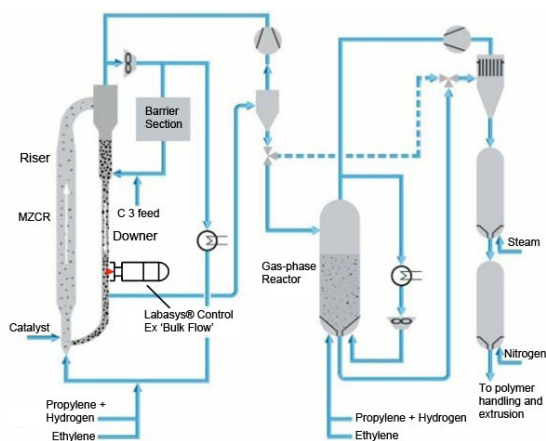 Barrier
Section
Riser
C 3 feed
MZCR
Downer
Gas-phase
Reactor
Steam
Labasys® Control
Ex ‘Bulk Flow’
Catalyst
Nitrogen
To polymer
handling and
extrusion
Propylene +
Hydrogen
Ethylene
Propylene + Hydrogen
Ethylene